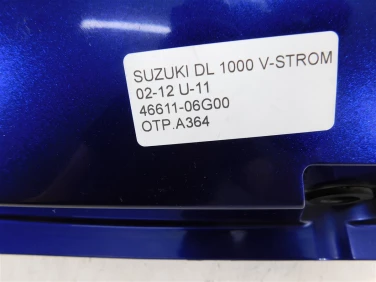 SUZUKI DL 1000 V-STROM
02-12 U-11
46611-06G00
OTP.A364